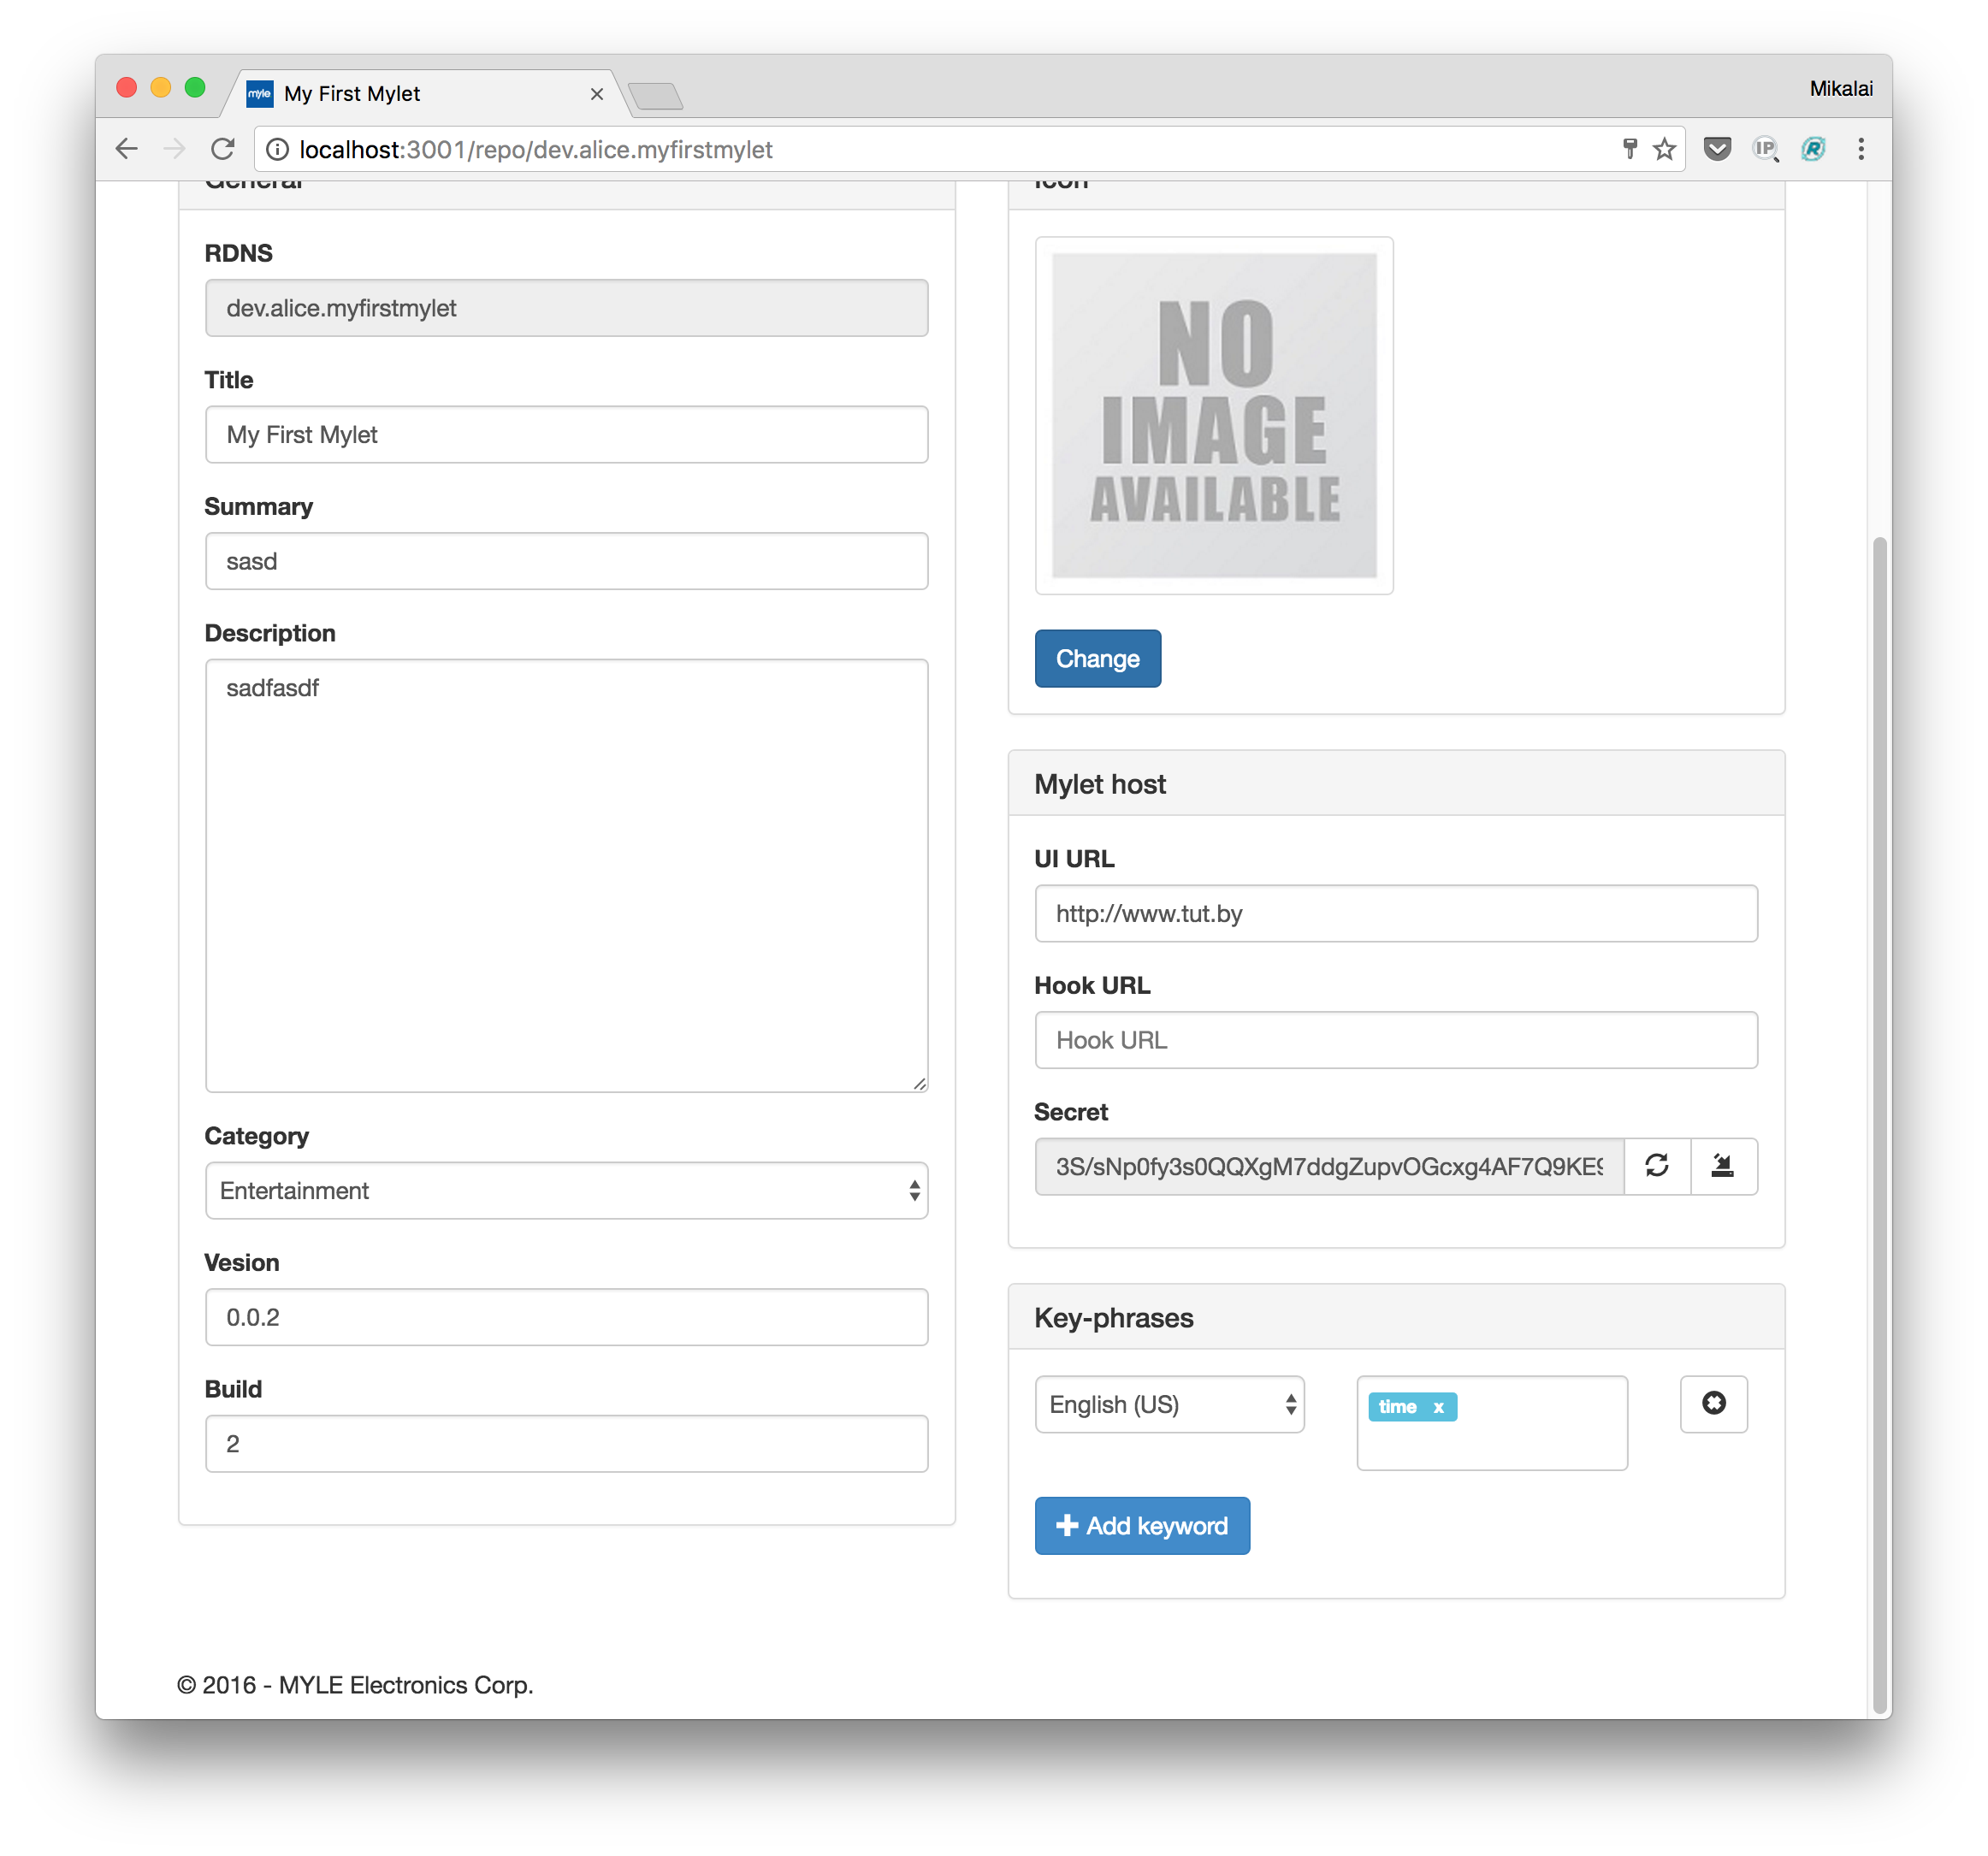 myle My First Mylet
Mikalai
localhost:3001/repo/dev.alice.myfirstmylet
IP
R
General
RDNS
dev.alice.myfirstmylet
Title
My First Mylet
Summary
sasd
Description
sadfasdf
Category
Entertainment
Vesion
0.0.2
Build
2
© 2016 - MYLE Electronics Corp.
Icon
NO
IMAGE
AVAILABLE
Change
Mylet host
UI URL
http://www.tut.by
Hook URL
Hook URL
Secret
3S/sNp0fy3s0QQXgM7ddgZupvOGcxg4AF7Q9KE9
Key-phrases
English (US)
time x
Add keyword